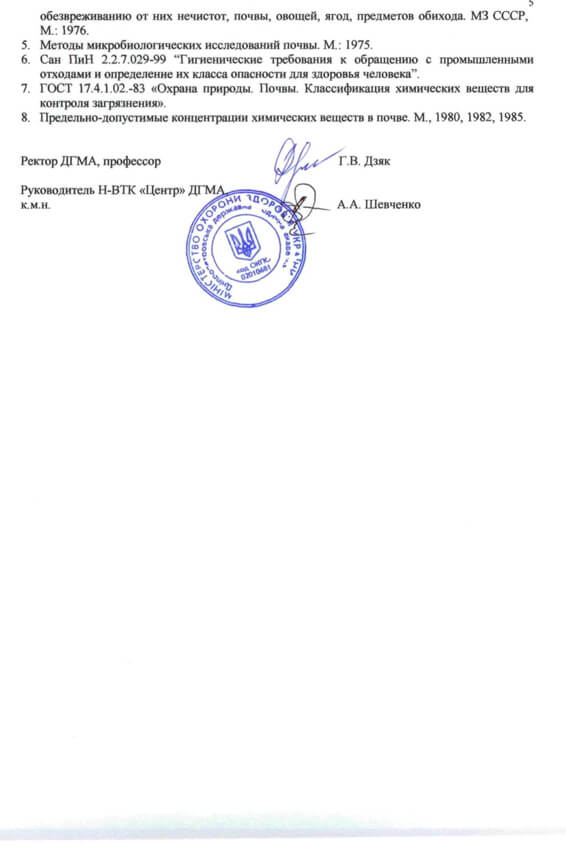 5
обезвреживанию от них нечистот, почвы, овощей, ягод, предметов обихода. МЗ СССР,
М.: 1976.
5. Методы микробиологических исследований почвы. М.: 1975.
6. Сан ПиН 2.2.7.029-99 “Гигиенические требования к обращению с промышленными
отходами и определение их класса опасности для здоровья человека”.
7. ГОСТ 17.4.1.02.-83 «Охрана природы. Почвы. Классификация химических веществ для
контроля загрязнения».
8. Предельно-допустимые концентрации химических веществ в почве. М., 1980, 1982, 1985.
Ректор ДГМА, профессор Г.В. Дзяк
Руководитель Н-ВТК «Центр» ДГМА,
к.м.н. А.А. Шевченко
МІНІСТЕРСТВО ОХОРОНИ ЗДОРОВ'Я УКРАЇНИ
державна
код
02010681